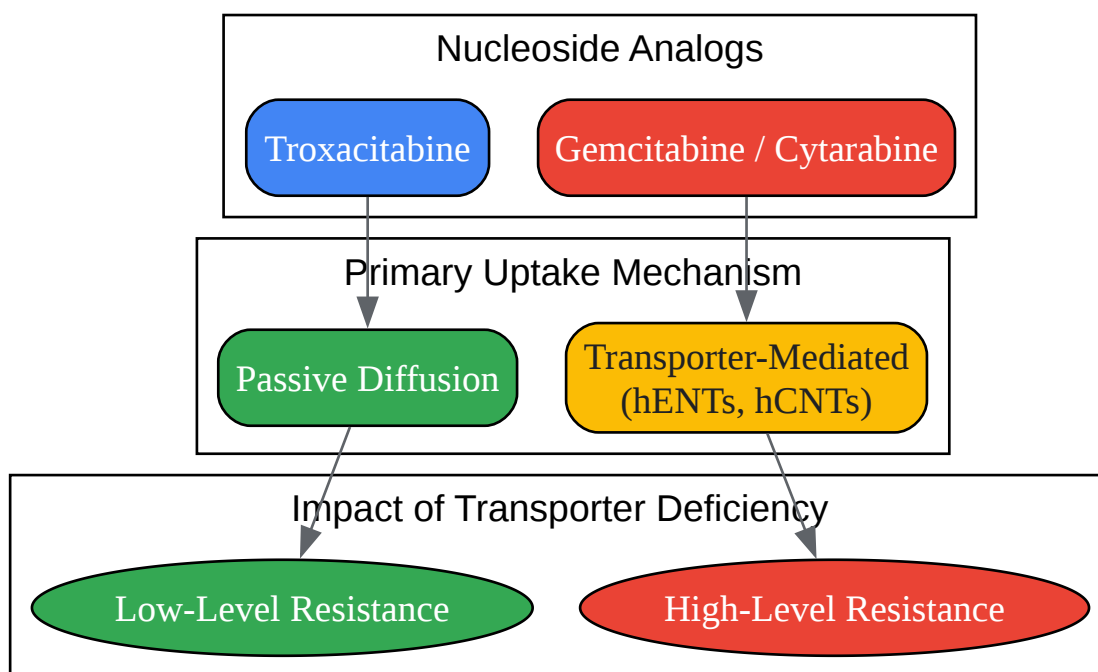 Nucleoside Analogs
Troxacitabine
Gemcitabine / Cytarabine
Primary Uptake Mechanism
Passive Diffusion
Transporter-Mediated
(hENTs, hCNTs)
Impact of Transporter Deficiency
Low-Level Resistance
High-Level Resistance